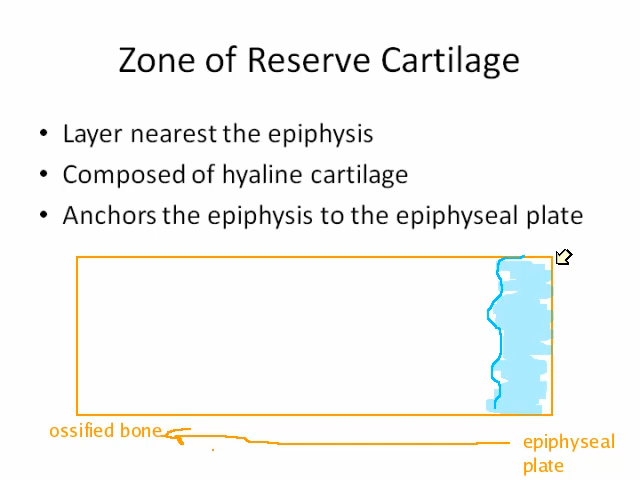 Zone of Reserve Cartilage
• Layer nearest the epiphysis
• Composed of hyaline cartilage
• Anchors the epiphysis to the epiphyseal plate
ossified bone
epiphyseal
plate